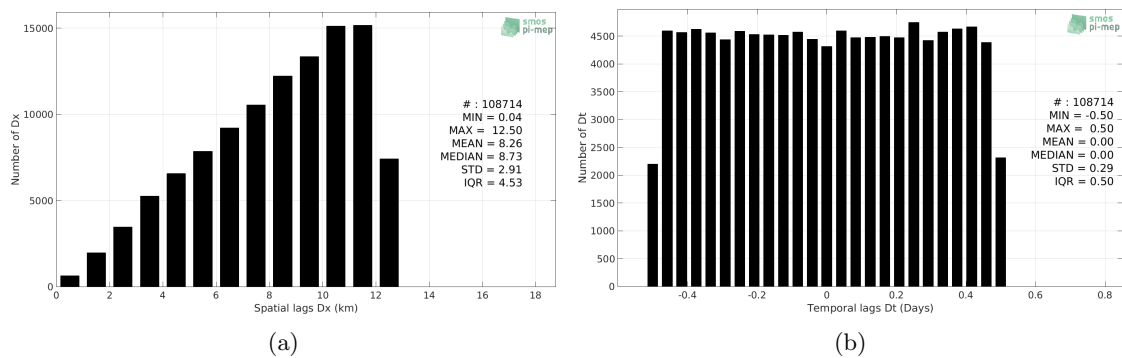 15000
10000
5000
0
Number of Dx
0 2 4 6 8 10 12 14 16 18
Spatial lags Dx (km)
smos
pi-mep
# : 108714
MIN = 0.04
MAX = 12.50
MEAN = 8.26
MEDIAN = 8.73
STD = 2.91
IQR = 4.53
(a)
4500
4000
3500
3000
2500
2000
1500
1000
500
0
Number of Dt
-0.4 -0.2 0 0.2 0.4 0.6 0.8
Temporal lags Dt (Days)
smos
pi-mep
# : 108714
MIN = -0.50
MAX = 0.50
MEAN = 0.00
MEDIAN = 0.00
STD = 0.29
IQR = 0.50
(b)